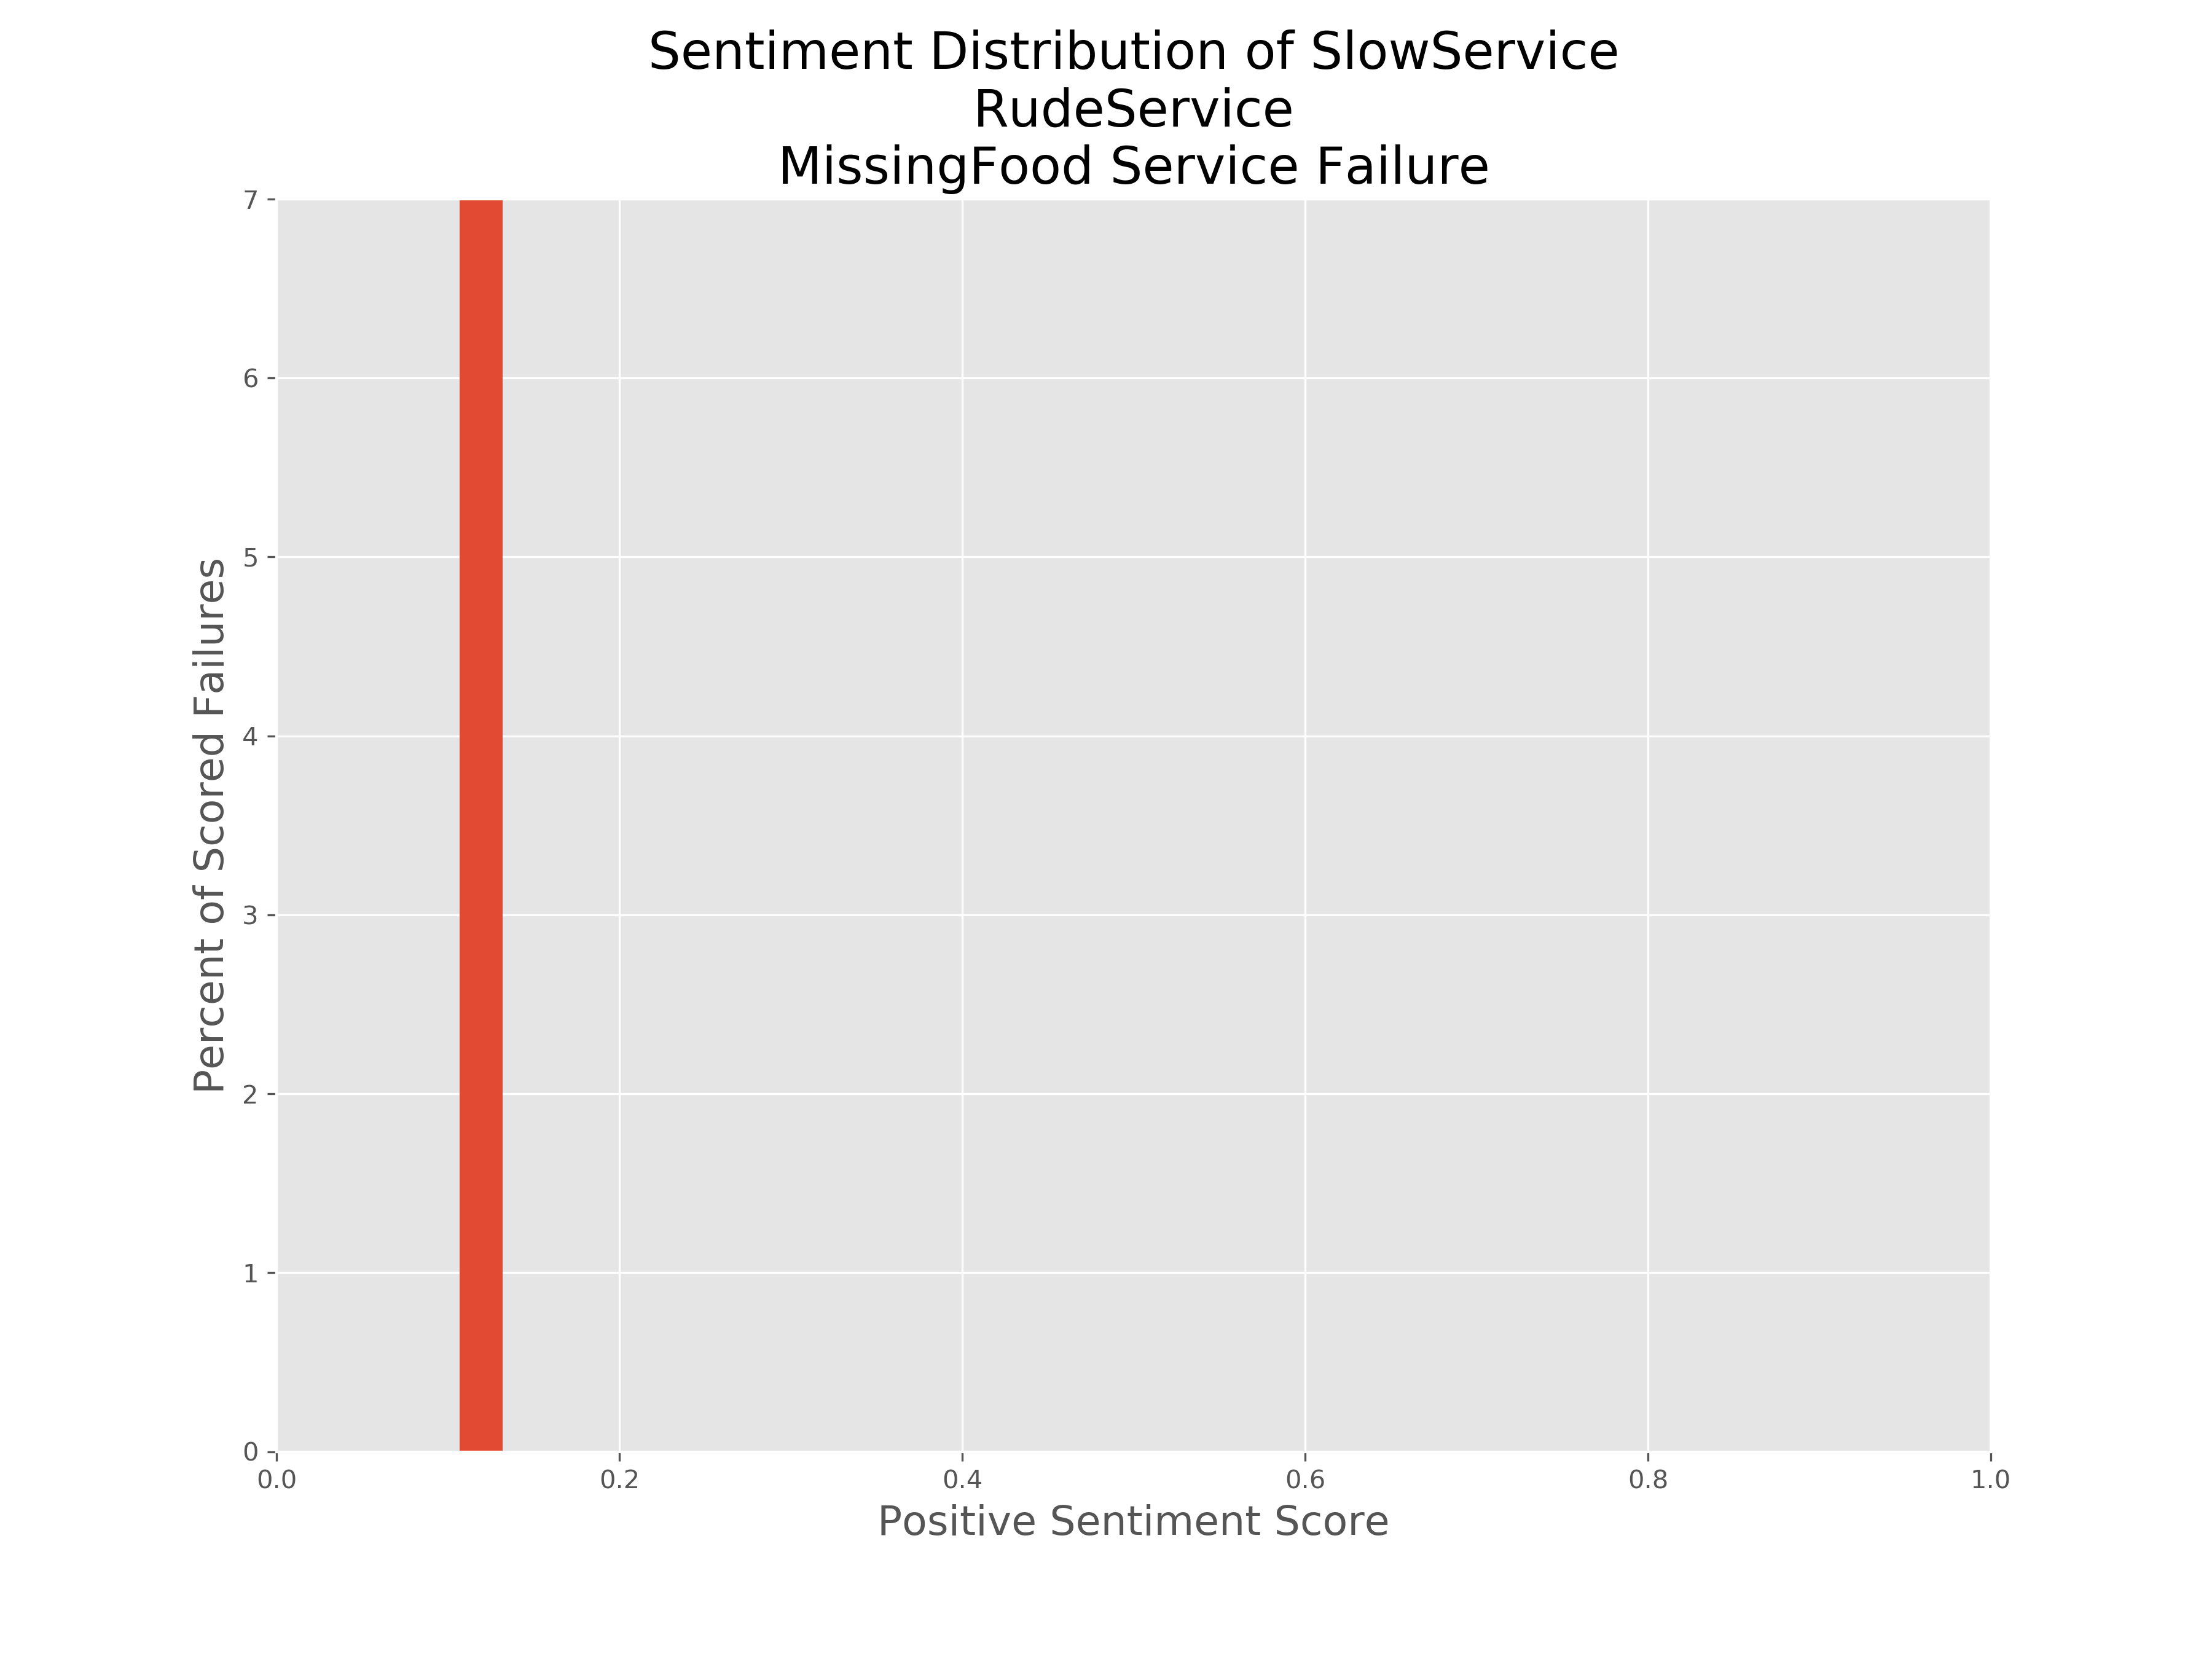 Sentiment Distribution of SlowService
RudeService
MissingFood Service Failure
7
6
5
4
3
2
1
0
Percent of Scored Failures
0.0 0.2 0.4 0.6 0.8 1.0
Positive Sentiment Score